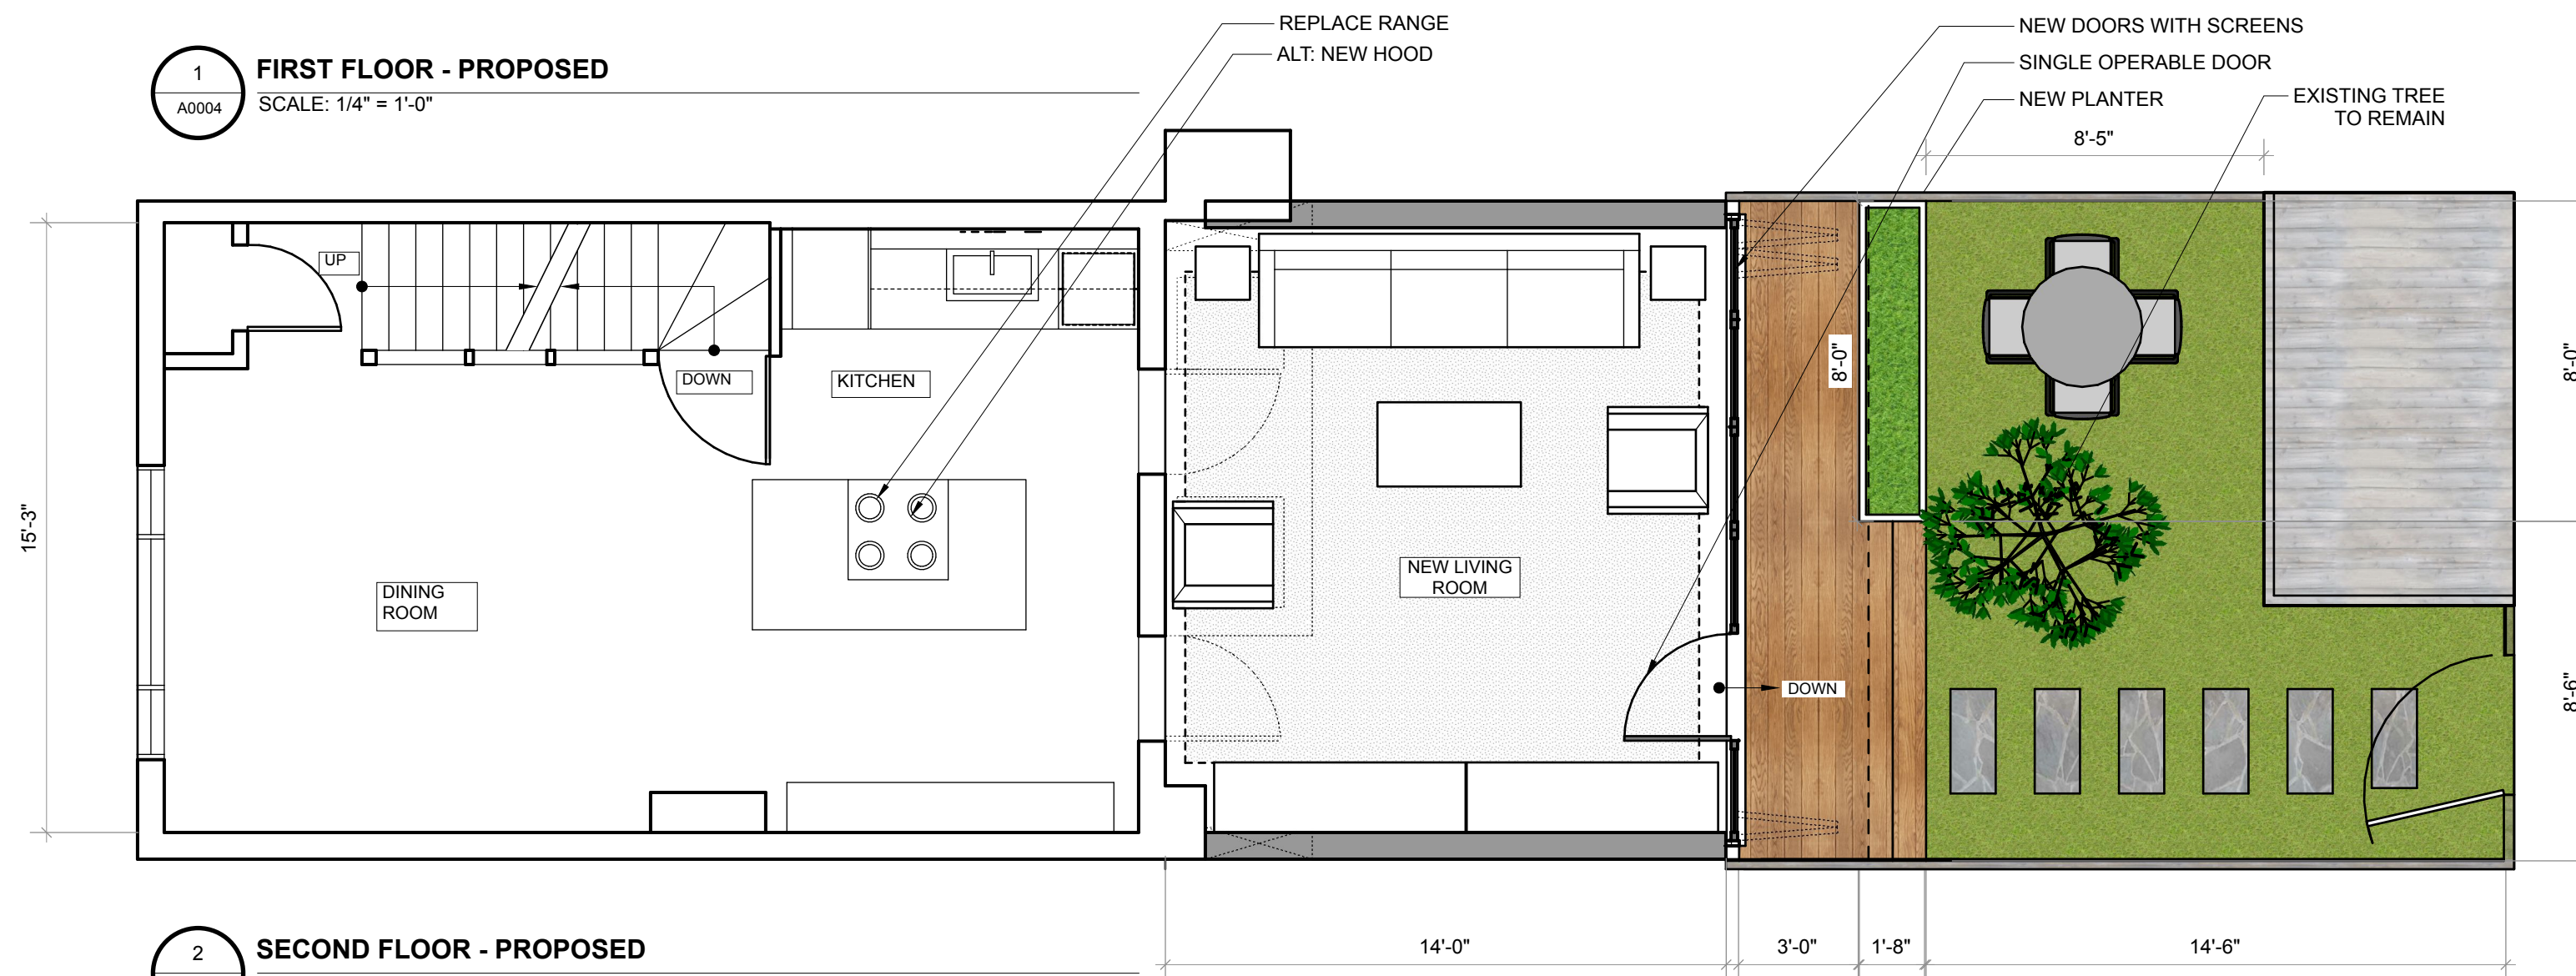 REPLACE RANGE
ALT: NEW HOOD
NEW DOORS WITH SCREENS
SINGLE OPERABLE DOOR
NEW PLANTER
EXISTING TREE
TO REMAIN
1
A0004
FIRST FLOOR - PROPOSED
SCALE: 1/4" = 1'-0"
8'-5"
UP
DOWN
KITCHEN
8'-0"
8'-0"
15'-3"
DINING
ROOM
NEW LIVING
ROOM
DOWN
8'-6"
2
SECOND FLOOR - PROPOSED
14'-0"
3'-0"
1'-8"
14'-6"